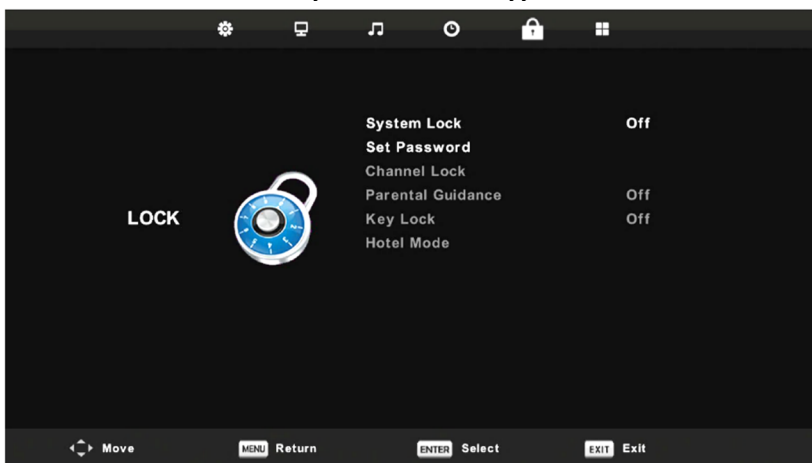 System Lock Off
Set Password
Channel Lock
Parental Guidance Off
LOCK
Key Lock Off
Hotel Mode
Move MENU Return ENTER Select EXIT Exit